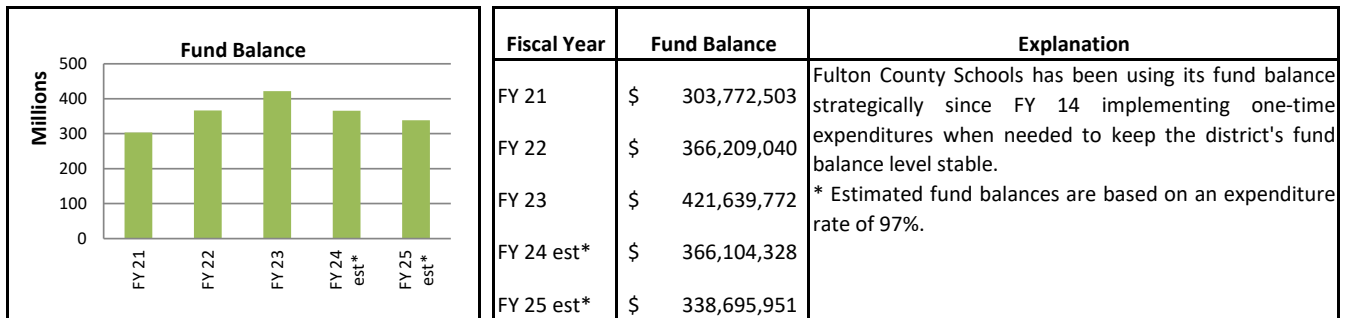 Fund Balance
Millions
500
400
300
200
100
0
FY 21
FY 22
FY 23
FY 24
est*
FY 25
est*
Fiscal Year Fund Balance Explanation
FY 21 $ 303,772,503
FY 22 $ 366,209,040
FY 23 $ 421,639,772
FY 24 est* $ 366,104,328
FY 25 est* $ 338,695,951
Fulton County Schools has been using its fund balance
strategically since FY 14 implementing one-time
expenditures when needed to keep the district's fund
balance level stable.
* Estimated fund balances are based on an expenditure
rate of 97%.